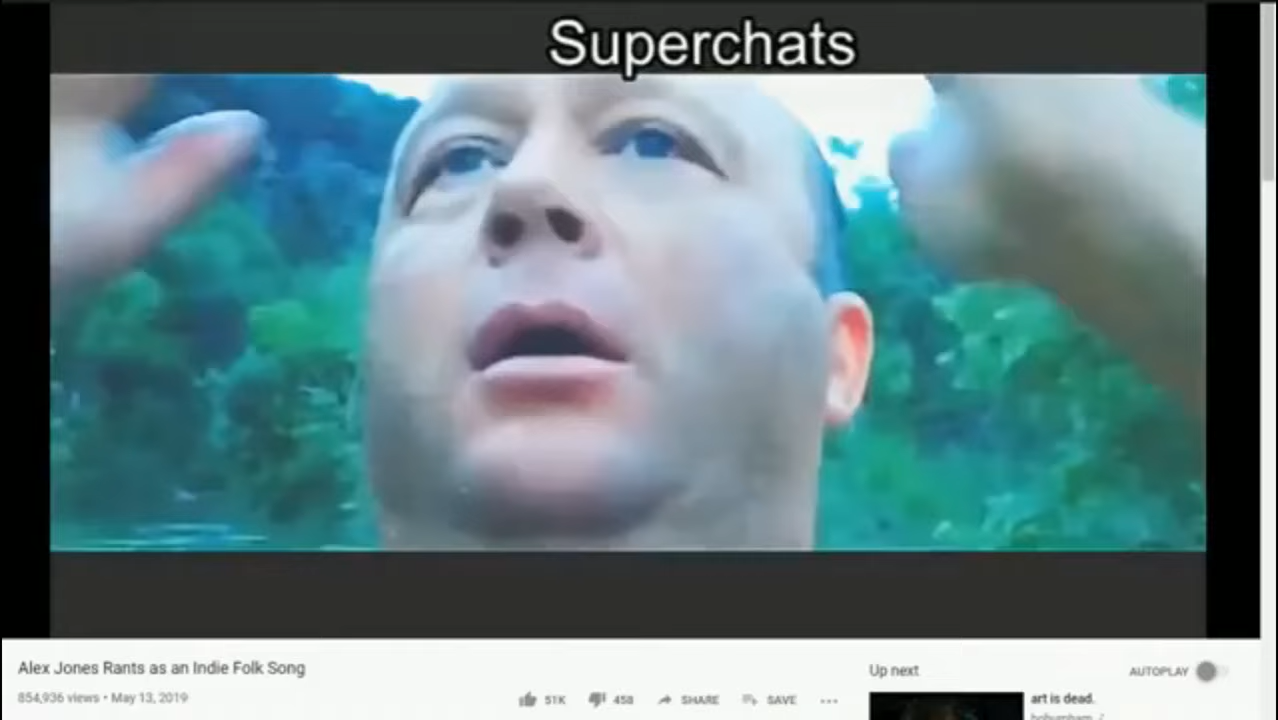 Superchats
Alex Jones Rants as an Indie Folk Song
854,936 views • May 13, 2019
51K
458
SHARE
SAVE
Up next
AUTOPLAY
art is dead.